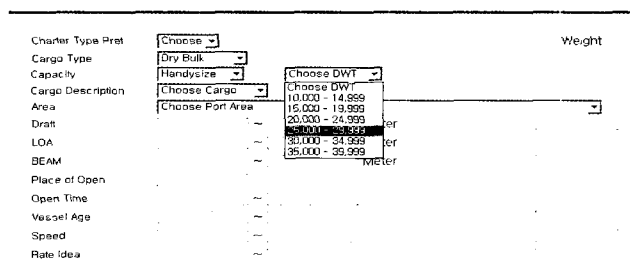 Charter Type Pref Choose Weight
Cargo Type Dry Bulk
Capacity Handysize Choose DWT
Choose DWT
Cargo Description Choose Cargo 10,000 - 14,999
Area Choose Port Area 15,000 - 19,999
20,000 - 24,999
Draft ~ 25,000 - 29,999 ter
LOA ~ 30,000 - 34,999 ter
35,000 - 39,999
BEAM ~ Meter
Place of Open
Open Time ~
Vessel Age ~
Speed ~
Rate Idea ~